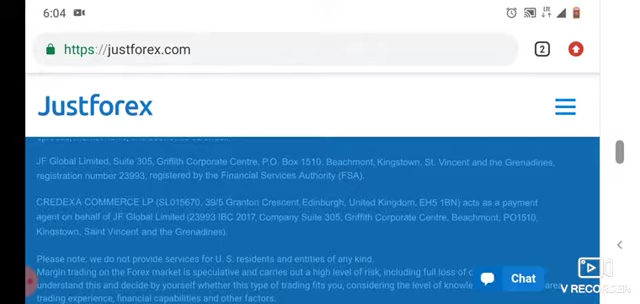 6:04
LTE
https://justforex.com
2
Justforex
JF Global Limited, Suite 305, Griffith Corporate Centre, P.O. Box 1510, Beachmont, Kingstown, St. Vincent and the Grenadines,
registration number 23993, registered by the Financial Services Authority (FSA).
CREDEXA COMMERCE LP (SL015670, 39/5 Granton Crescent, Edinburgh, United Kingdom, EH5 1BN) acts as a payment
agent on behalf of JF Global Limited (23993 IBC 2017, Company Suite 305, Griffith Corporate Centre, Beachmont, PO1510,
Kingstown, Saint Vincent and the Grenadines).
Please note: we do not provide services for U.S. residents and entities of any kind.
Margin trading on the Forex market is speculative and carries out a high level of risk, including full loss of
understand this and decide by yourself whether this type of trading fits you, considering the level of
trading experience, financial capabilities and other factors.
Chat
V RECORDER